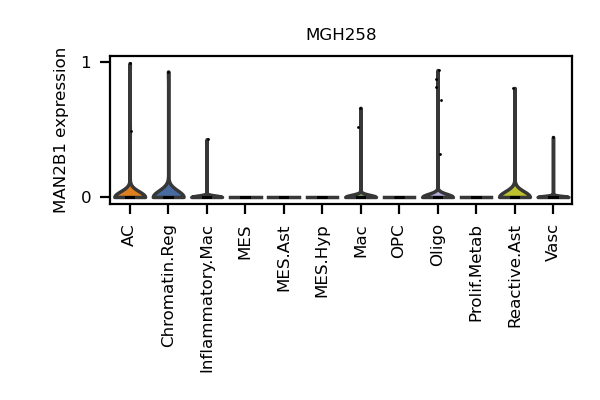 MGH258
MAN2B1 expression
1
0
AC
Chromatin.Reg
Inflammatory.Mac
MES
MES.Ast
MES.Hyp
Mac
OPC
Oligo
Prolif.Metab
Reactive.Ast
Vasc